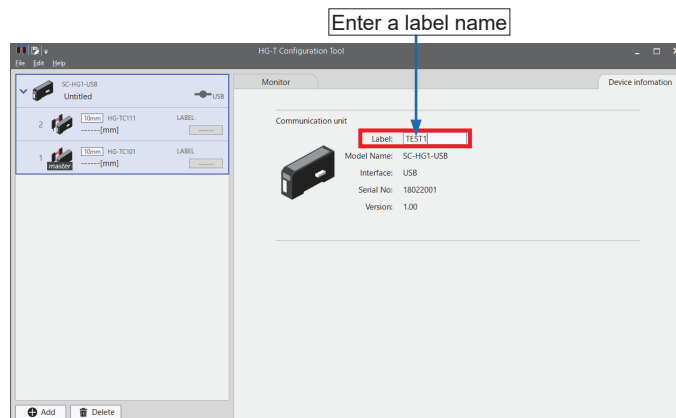 Enter a label name
HG-T Configuration Tool
File Edit Help
SC-HG1-USB
Untitled
USB
2 10mm HG-TC111 LABEL
------[mm] ------
1 10mm HG-TC101 LABEL
master ------[mm] ------
Monitor
Device infomation
Communication unit
Label: TEST1
Model Name: SC-HG1-USB
Interface: USB
Serial No: 18022001
Version: 1.00
Add Delete